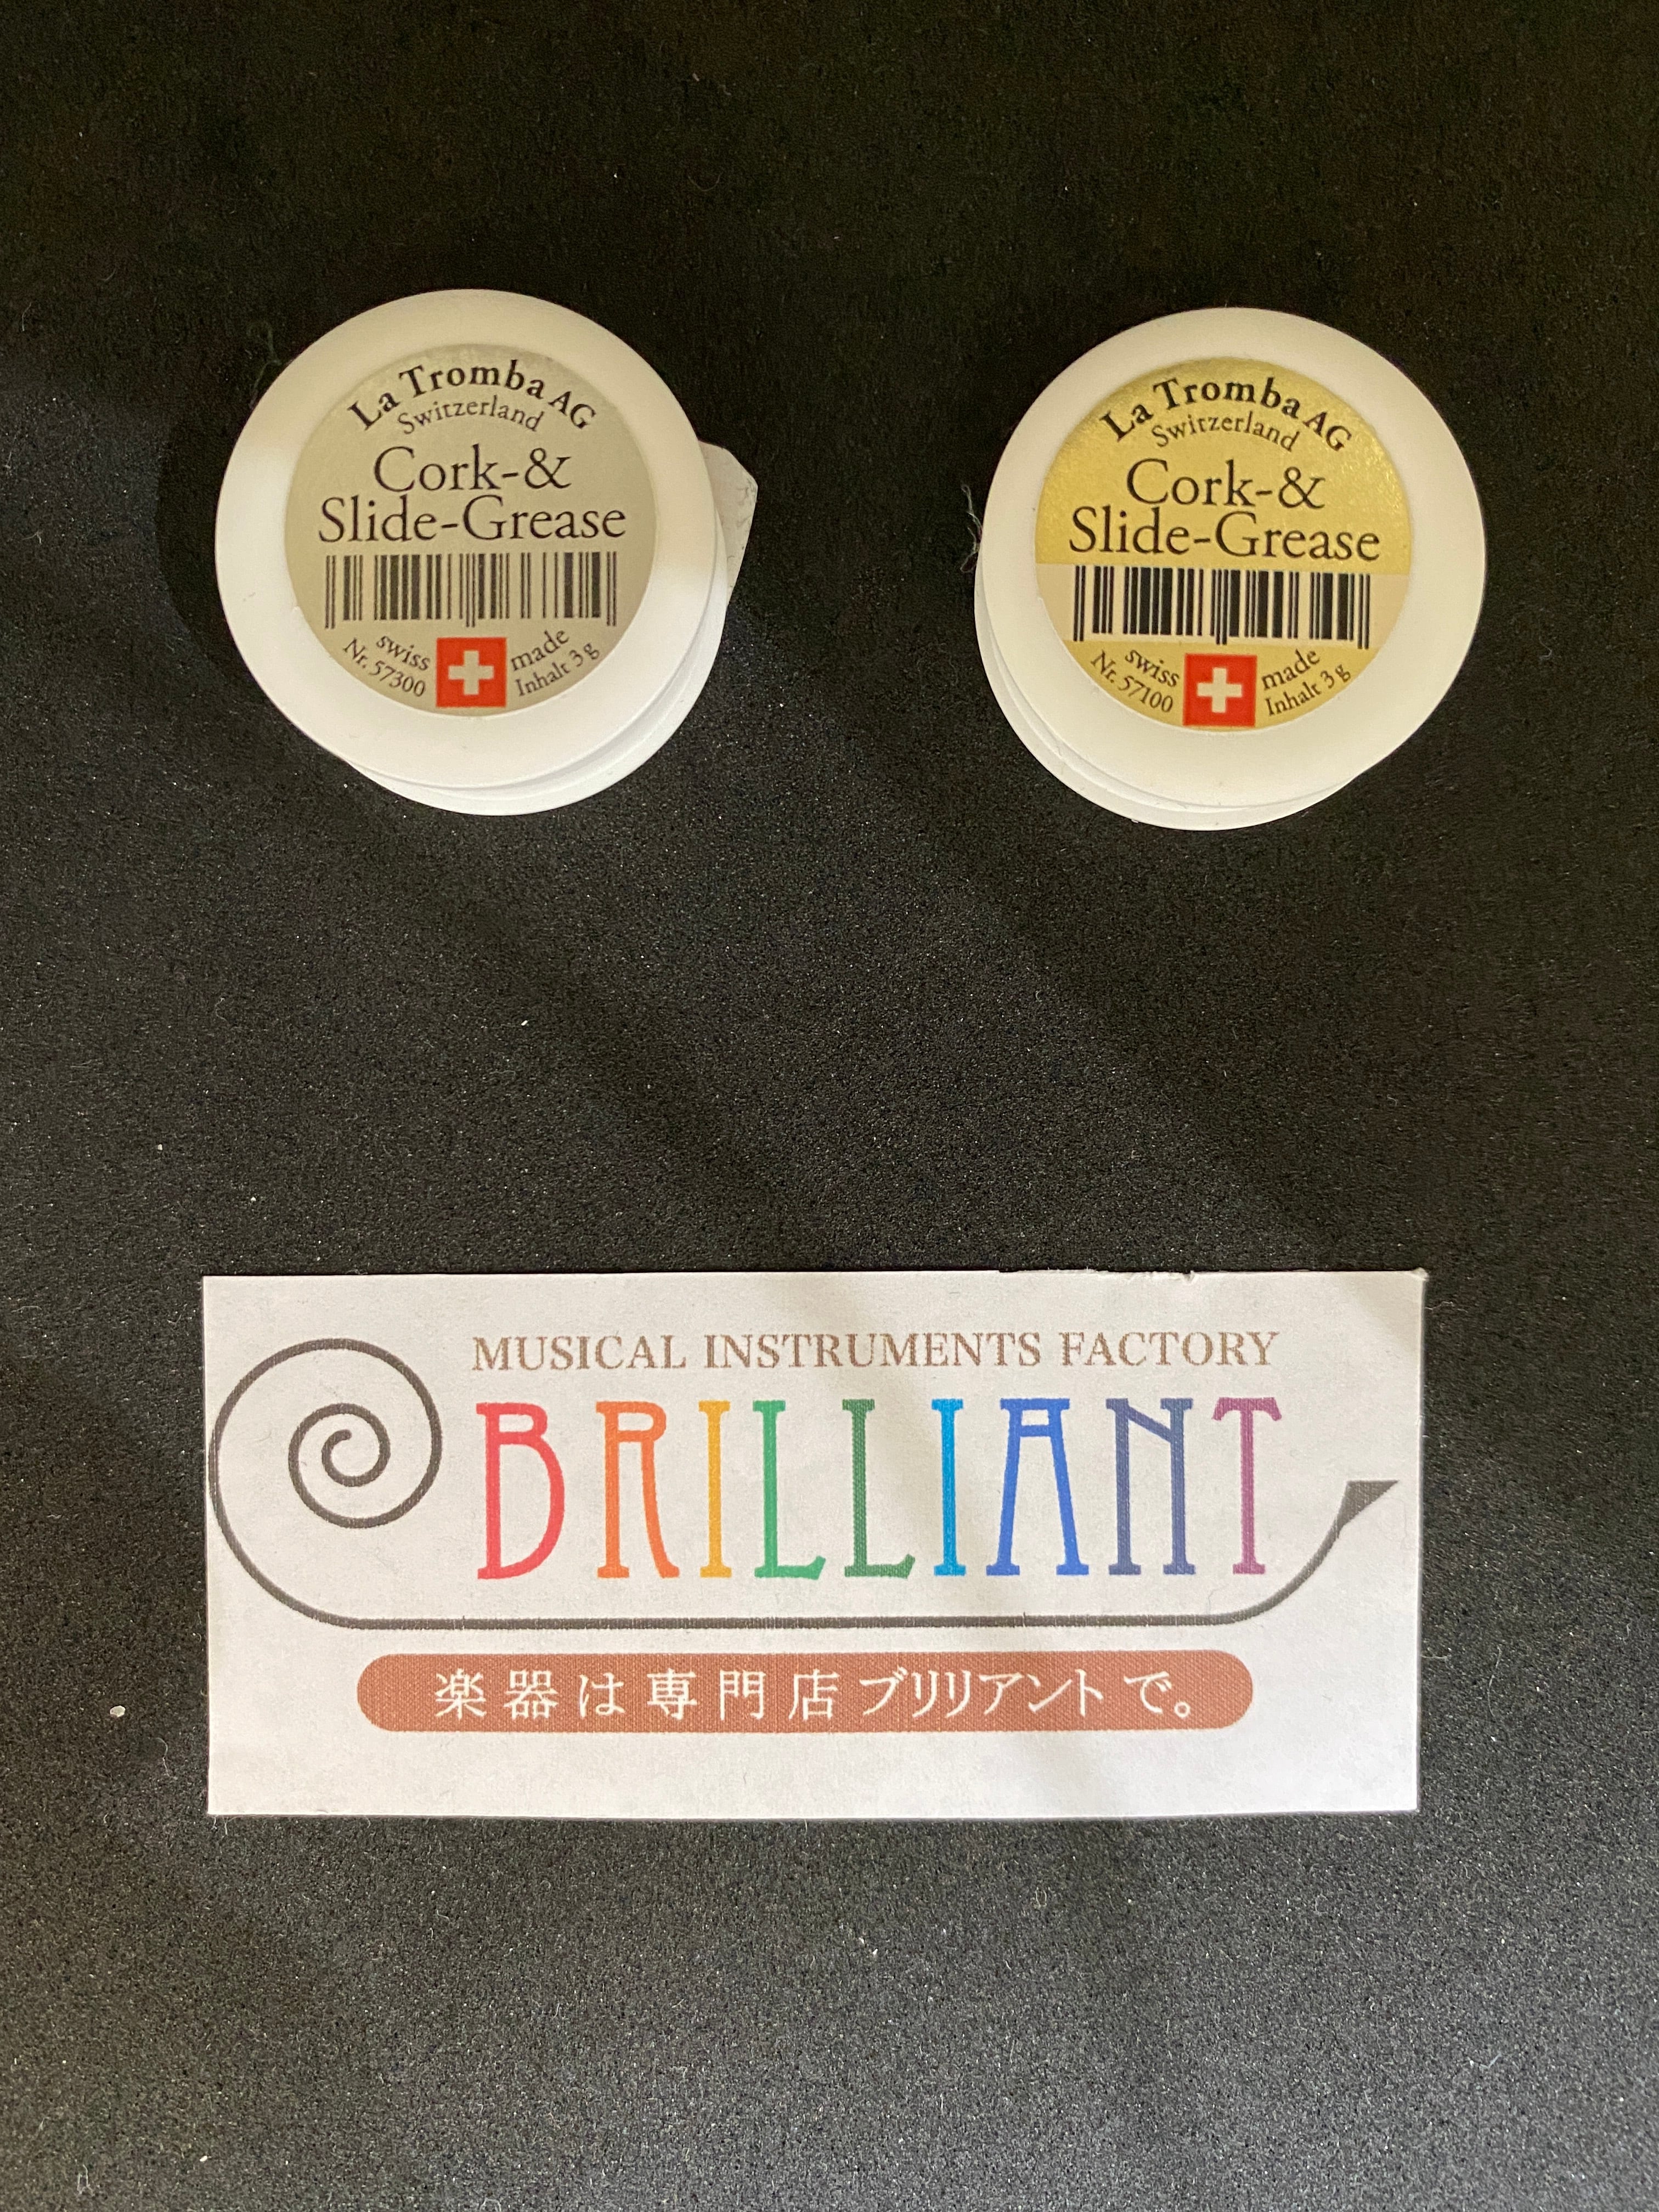 La Tromba AG
Switzerland
Cork-&
Slide-Grease
swiss made
Nr. 57300 Inhalt 3 g
La Tromba AG
Switzerland
Cork-&
Slide-Grease
swiss made
Nr. 57100 Inhalt 3 g
MUSICAL INSTRUMENTS FACTORY
BRILLIANT
楽器は専門店ブリリアントで。